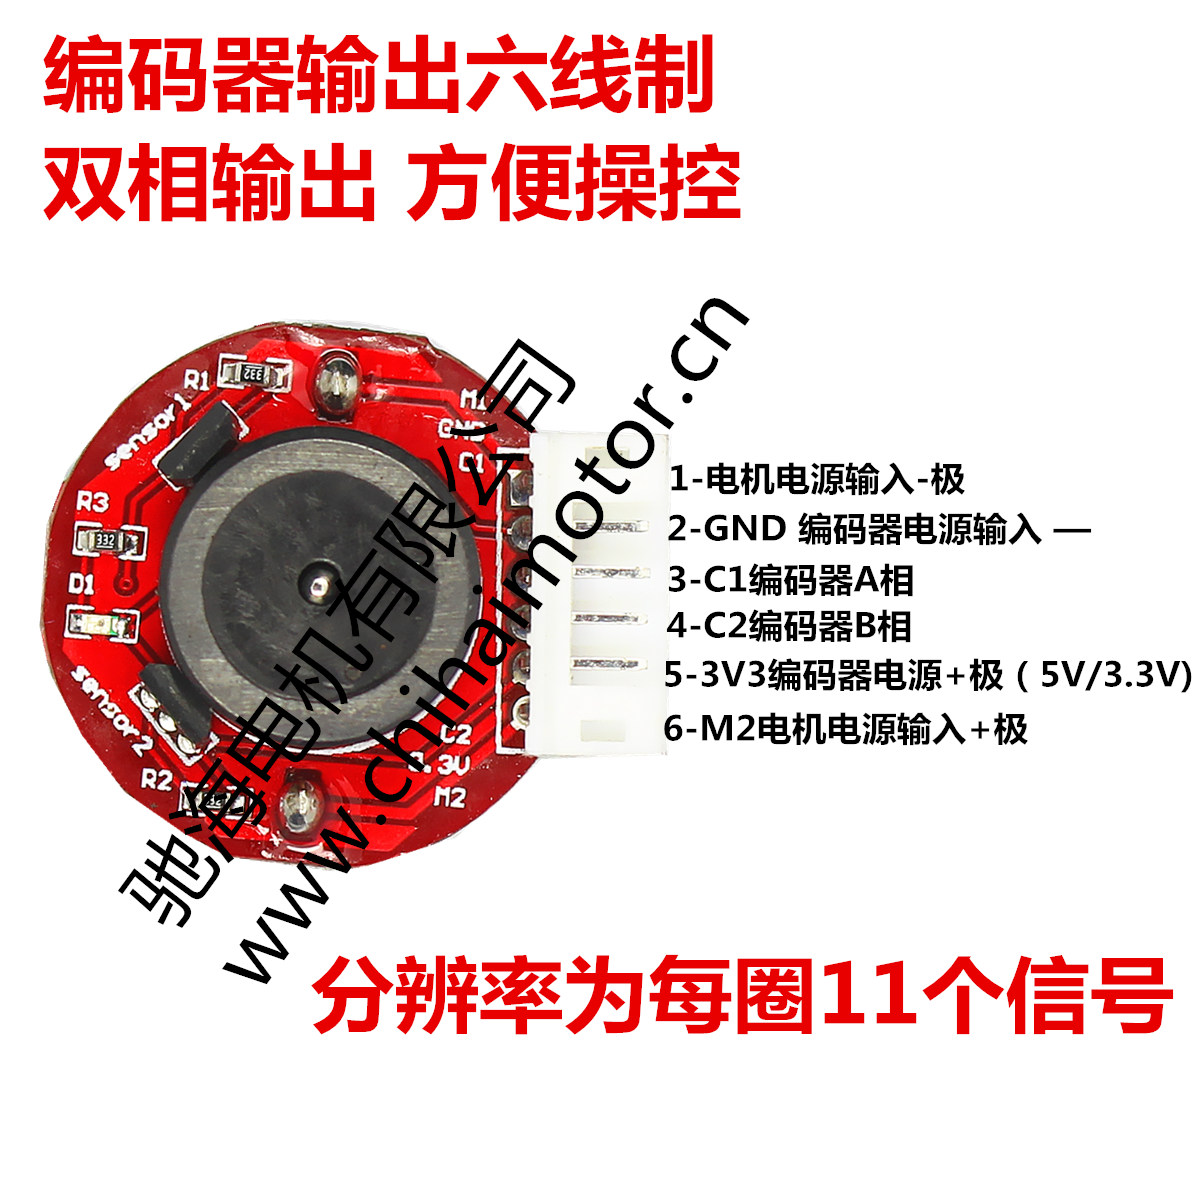 编码器输出六线制
双相输出 方便操控
R1
332
M1
GND
C1
sensor1
R3
332
D1
sensor2
R2
332
C2
3V
M2
1-电机电源输入-极
2-GND 编码器电源输入 —
3-C1编码器A相
4-C2编码器B相
5-3V3编码器电源+极 ( 5V/3.3V)
6-M2电机电源输入+极
驰海电机有限公司
www.chihaimotor.cn
分辨率为每圈11个信号